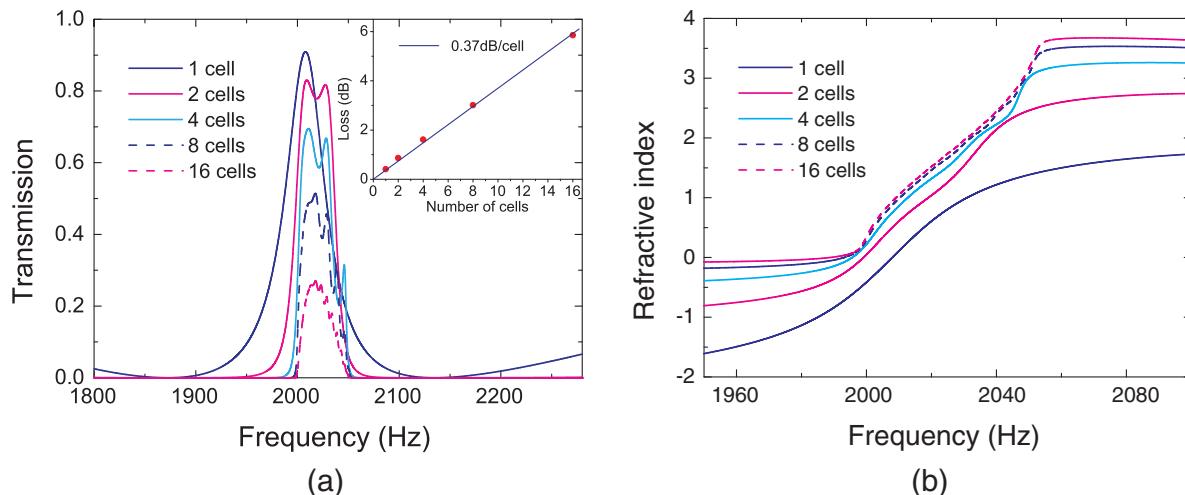 1.0
0.8
0.6
0.4
0.2
0.0
Transmission
1 cell
2 cells
4 cells
8 cells
16 cells
6
4
2
0
Loss (dB)
0.37dB/cell
0 2 4 6 8 10 12 14 16
Number of cells
1800 1900 2000 2100 2200
Frequency (Hz)
(a)
4
3
2
1
0
-1
-2
Refractive index
1 cell
2 cells
4 cells
8 cells
16 cells
1960 2000 2040 2080
Frequency (Hz)
(b)